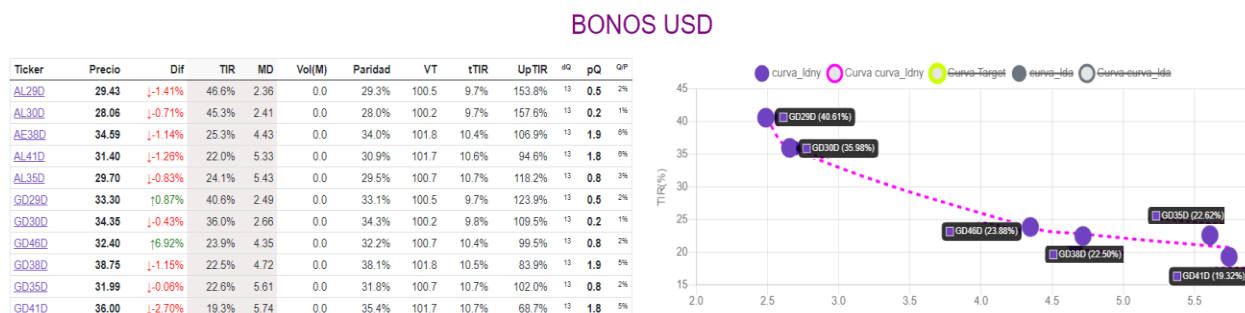 BONOS USD
Ticker Precio Dif TIR MD Vol(M) Paridad VT tTIR UpTIR dQ pQ Q/P
AL29D 29.43 ↓-1.41% 46.6% 2.36 0.0 29.3% 100.5 9.7% 153.8% 13 0.5 2%
AL30D 28.06 ↓-0.71% 45.3% 2.41 0.0 28.0% 100.2 9.7% 157.6% 13 0.2 1%
AE38D 34.59 ↓-1.14% 25.3% 4.43 0.0 34.0% 101.8 10.4% 106.9% 13 1.9 6%
AL41D 31.40 ↓-1.26% 22.0% 5.33 0.0 30.9% 101.7 10.6% 94.6% 13 1.8 6%
AL35D 29.70 ↓-0.83% 24.1% 5.43 0.0 29.5% 100.7 10.7% 118.2% 13 0.8 3%
GD29D 33.30 ↑0.87% 40.6% 2.49 0.0 33.1% 100.5 9.7% 123.9% 13 0.5 2%
GD30D 34.35 ↓-0.43% 36.0% 2.66 0.0 34.3% 100.2 9.8% 109.5% 13 0.2 1%
GD46D 32.40 ↑6.92% 23.9% 4.35 0.0 32.2% 100.7 10.4% 99.5% 13 0.8 2%
GD38D 38.75 ↓-1.15% 22.5% 4.72 0.0 38.1% 101.8 10.5% 83.9% 13 1.9 5%
GD35D 31.99 ↓-0.06% 22.6% 5.61 0.0 31.8% 100.7 10.7% 102.0% 13 0.8 2%
GD41D 36.00 ↓-2.70% 19.3% 5.74 0.0 35.4% 101.7 10.7% 68.7% 13 1.8 5%
curva_ldny Curva curva_ldny Curva Target curva_lda Curva curva_lda
TIR(%)
45
40
35
30
25
20
15
GD29D (40.61%)
GD30D (35.98%)
GD35D (22.62%)
GD46D (23.88%)
GD38D (22.50%)
GD41D (19.32%)
2.0 2.5 3.0 3.5 4.0 4.5 5.0 5.5